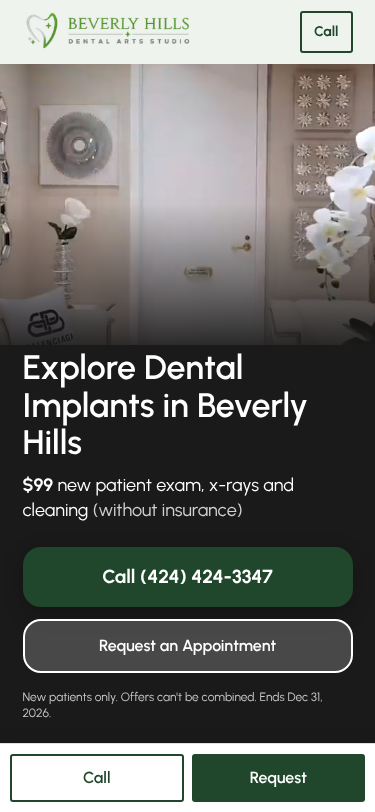 BEVERLY HILLS
DENTAL ARTS STUDIO
Call
Explore Dental
Implants in Beverly
Hills
$99 new patient exam, x-rays and
cleaning (without insurance)
Call (424) 424-3347
Request an Appointment
New patients only. Offers can't be combined. Ends Dec 31,
2026.
Call
Request